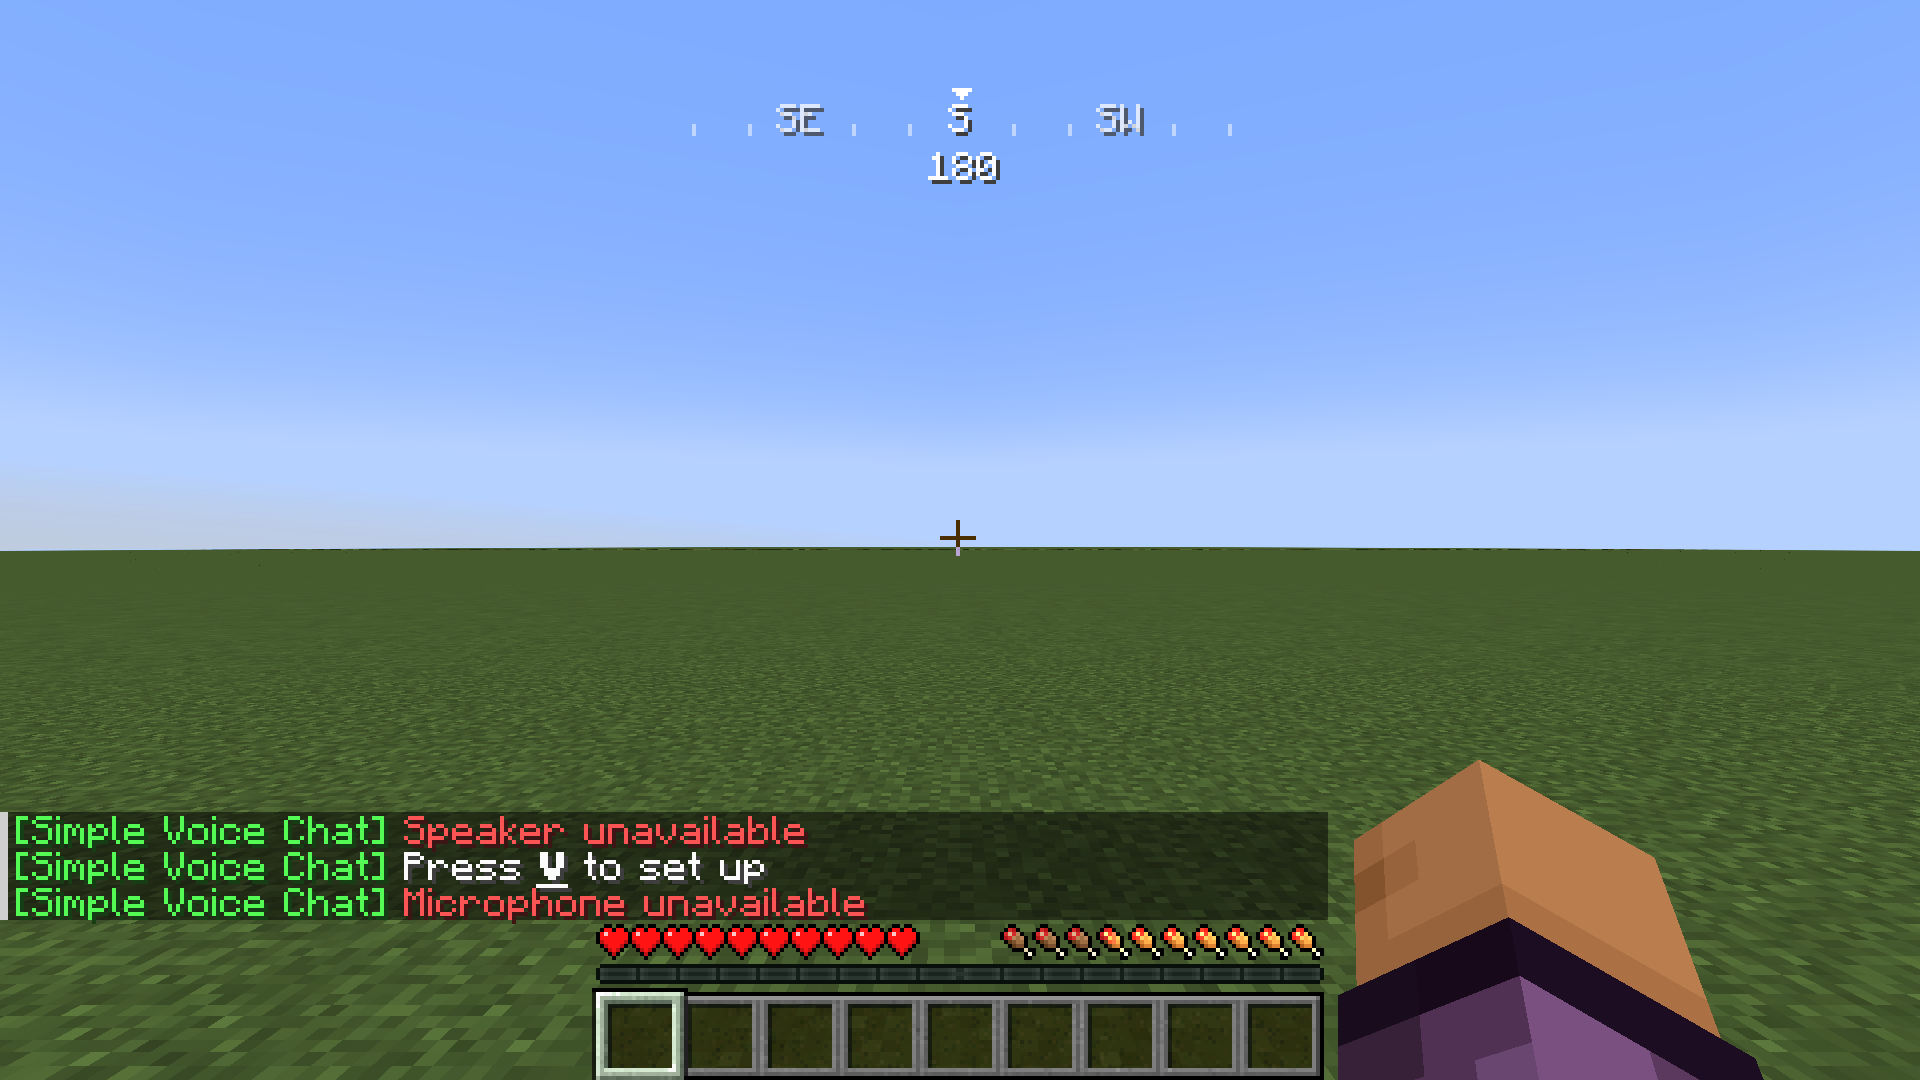 SE S SW
180
[Simple Voice Chat] Speaker unavailable
[Simple Voice Chat] Press V to set up
[Simple Voice Chat] Microphone unavailable